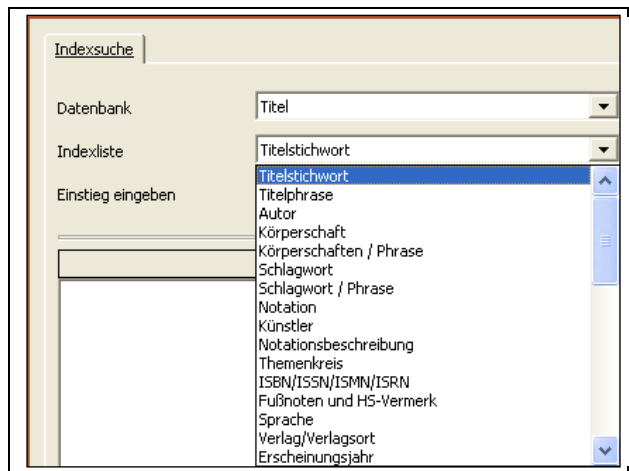 Indexsuche
Datenbank Titel
Indexliste Titelstichwort
Einstieg eingeben
Titelstichwort
Titelphrase
Autor
Körperschaft
Körperschaften / Phrase
Schlagwort
Schlagwort / Phrase
Notation
Künstler
Notationsbeschreibung
Themenkreis
ISBN/ISSN/ISMN/ISRN
Fußnoten und HS-Vermerk
Sprache
Verlag/Verlagsort
Erscheinungsjahr